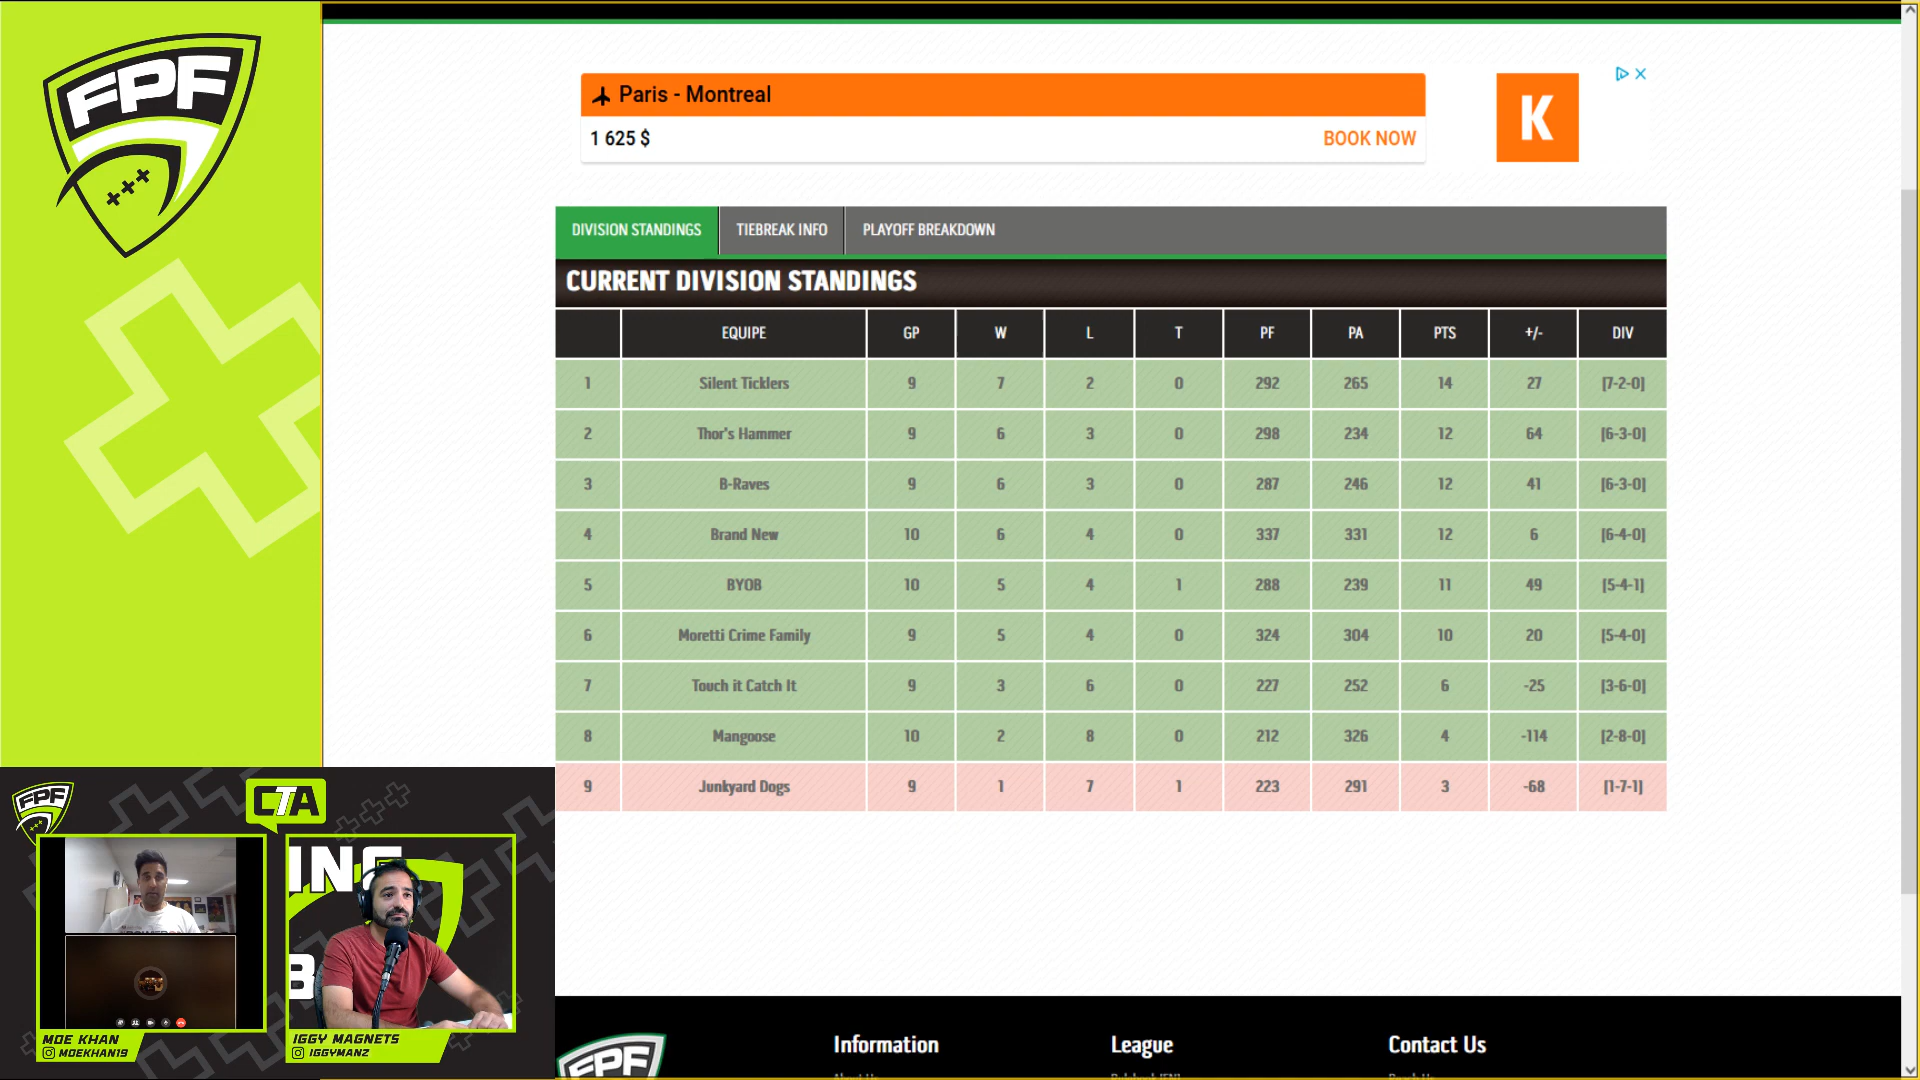 FPF
Paris - Montreal
1 625 $
BOOK NOW
K
DIVISION STANDINGS TIEBREAK INFO PLAYOFF BREAKDOWN
CURRENT DIVISION STANDINGS
EQUIPE GP W L T PF PA PTS +/- DIV
1 Silent Ticklers 9 7 2 0 292 265 14 27 [7-2-0]
2 Thor's Hammer 9 6 3 0 298 234 12 64 [6-3-0]
3 B-Raves 9 6 3 0 287 246 12 41 [6-3-0]
4 Brand New 10 6 4 0 337 331 12 6 [6-4-0]
5 BYOB 10 5 4 1 288 239 11 49 [5-4-1]
6 Moretti Crime Family 9 5 4 0 324 304 10 20 [5-4-0]
7 Touch it Catch It 9 3 6 0 227 252 6 -25 [3-6-0]
8 Mangoose 10 2 8 0 212 326 4 -114 [2-8-0]
9 Junkyard Dogs 9 1 7 1 223 291 3 -68 [1-7-1]
FPF
CTA
ING
B
MOE KHAN
MOEKHAN19
IGGY MAGNETS
IGGYMANZ
FPF
Information League Contact Us